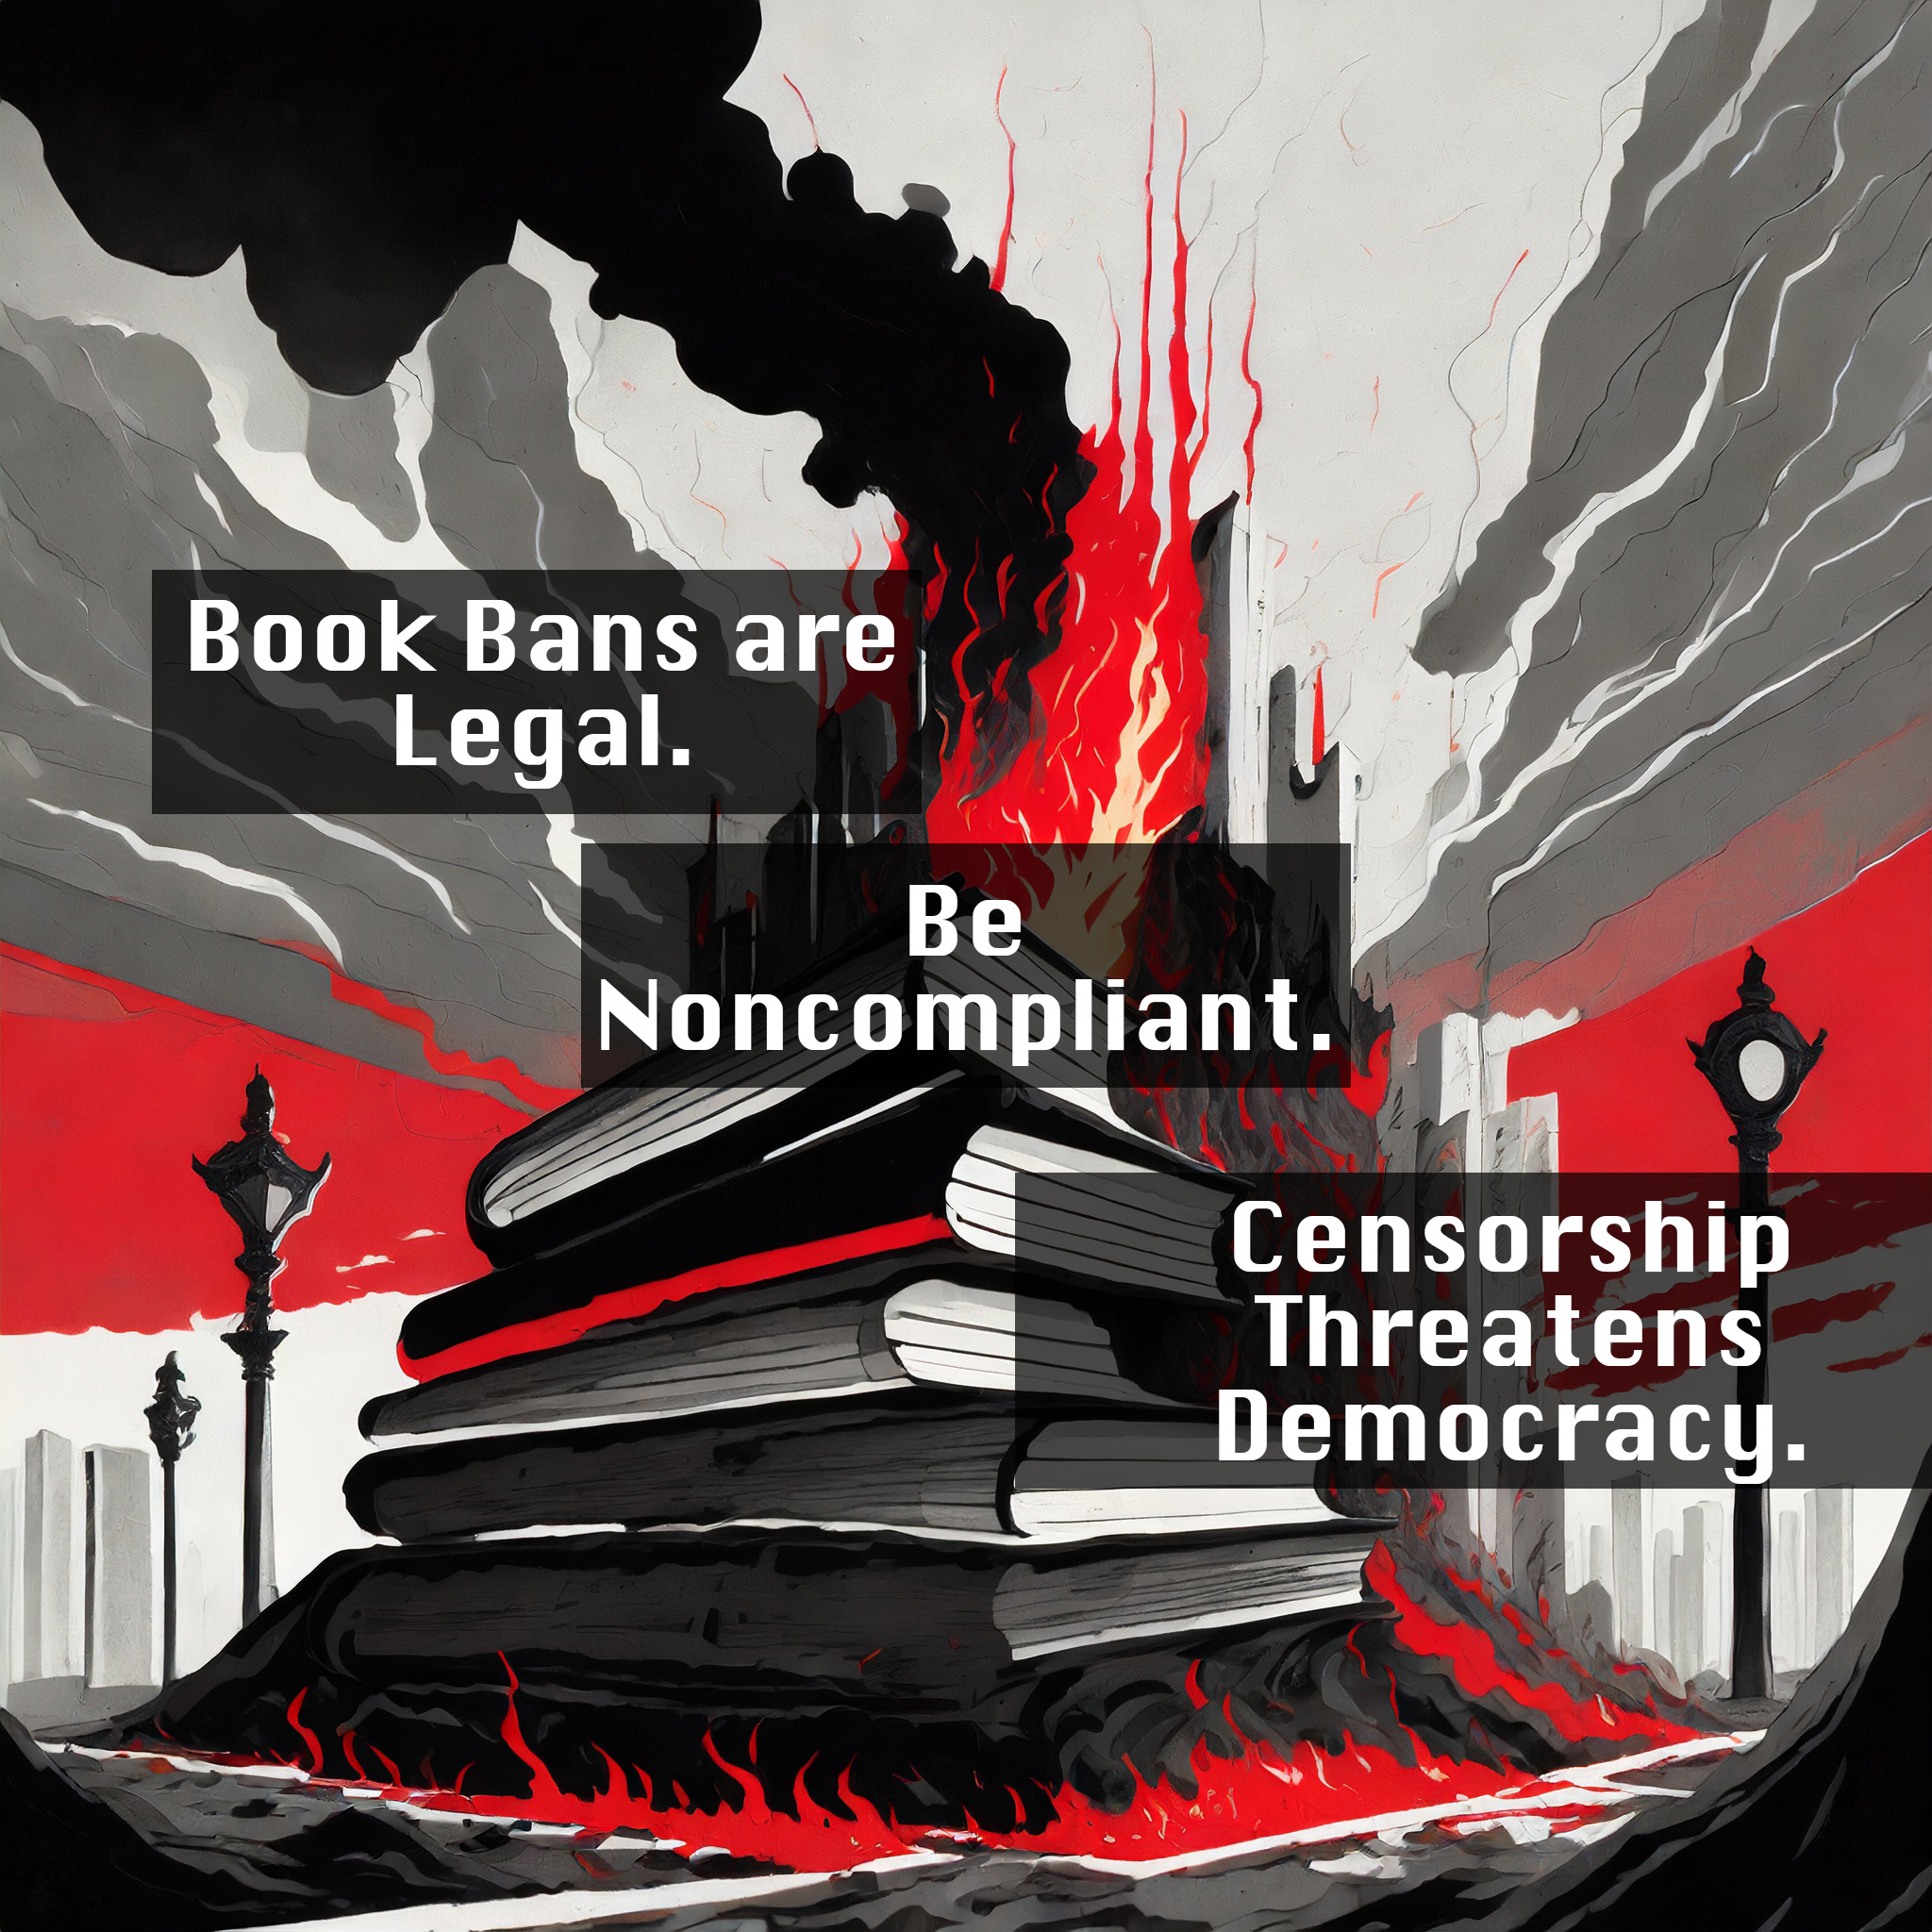 Book Bans are
Legal.
Be
Noncompliant.
Censorship
Threatens
Democracy.